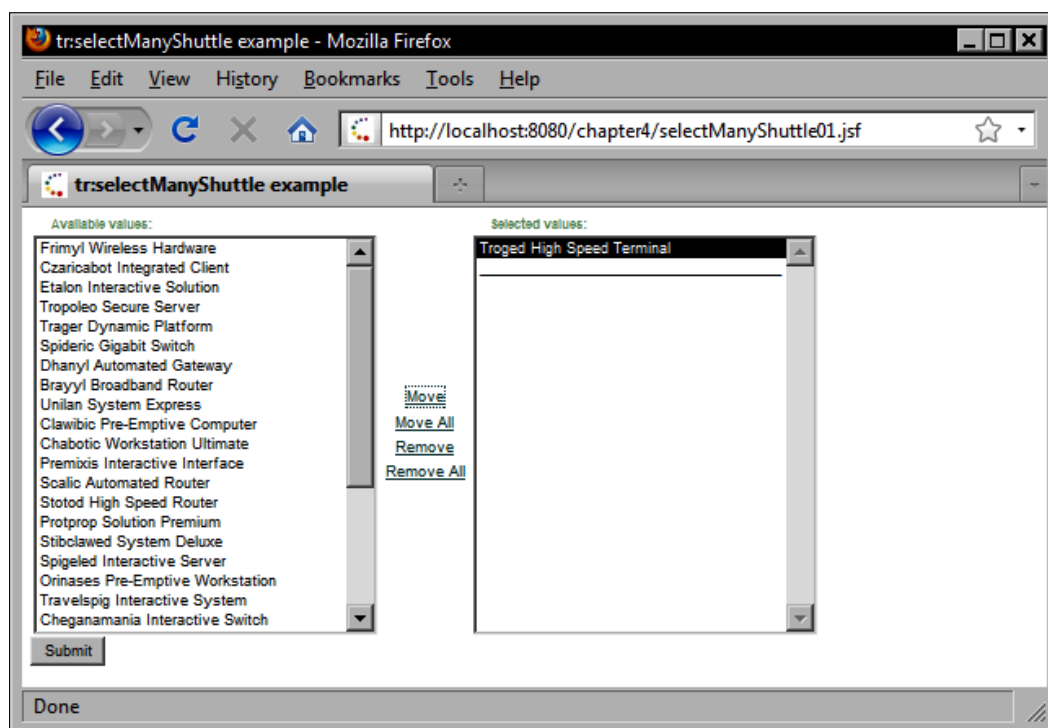 tr:selectManyShuttle example - Mozilla Firefox
File Edit View History Bookmarks Tools Help
http://localhost:8080/chapter4/selectManyShuttle01.jsf
tr:selectManyShuttle example
Available values:
Frimyl Wireless Hardware
Czaricabot Integrated Client
Etalon Interactive Solution
Tropoleo Secure Server
Trager Dynamic Platform
Spideric Gigabit Switch
Dhanyl Automated Gateway
Brayyl Broadband Router
Unilan System Express
Clawibic Pre-Emptive Computer
Chabotic Workstation Ultimate
Premixis Interactive Interface
Scalic Automated Router
Stotod High Speed Router
Protprop Solution Premium
Stibclawed System Deluxe
Spigeled Interactive Server
Orinases Pre-Emptive Workstation
Travelspig Interactive System
Cheganamania Interactive Switch
Move
Move All
Remove
Remove All
Selected values:
Troged High Speed Terminal
Submit
Done